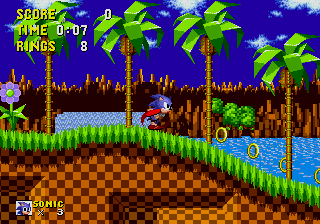 SCORE 0
TIME 0:07
RINGS 8
SONIC
× 3